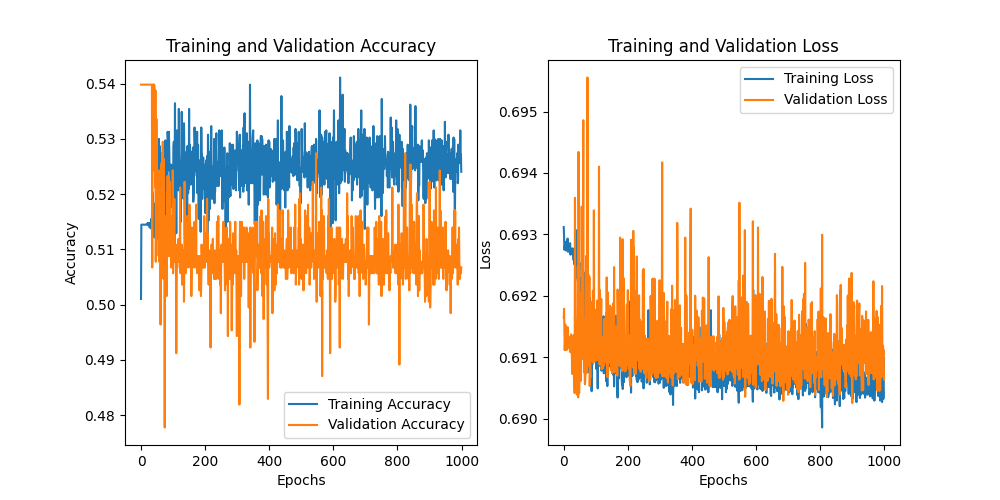 Training and Validation Accuracy
Accuracy
0.54
0.53
0.52
0.51
0.50
0.49
0.48
Training Accuracy
Validation Accuracy
0 200 400 600 800 1000
Epochs
Training and Validation Loss
Loss
0.695
0.694
0.693
0.692
0.691
0.690
Training Loss
Validation Loss
0 200 400 600 800 1000
Epochs